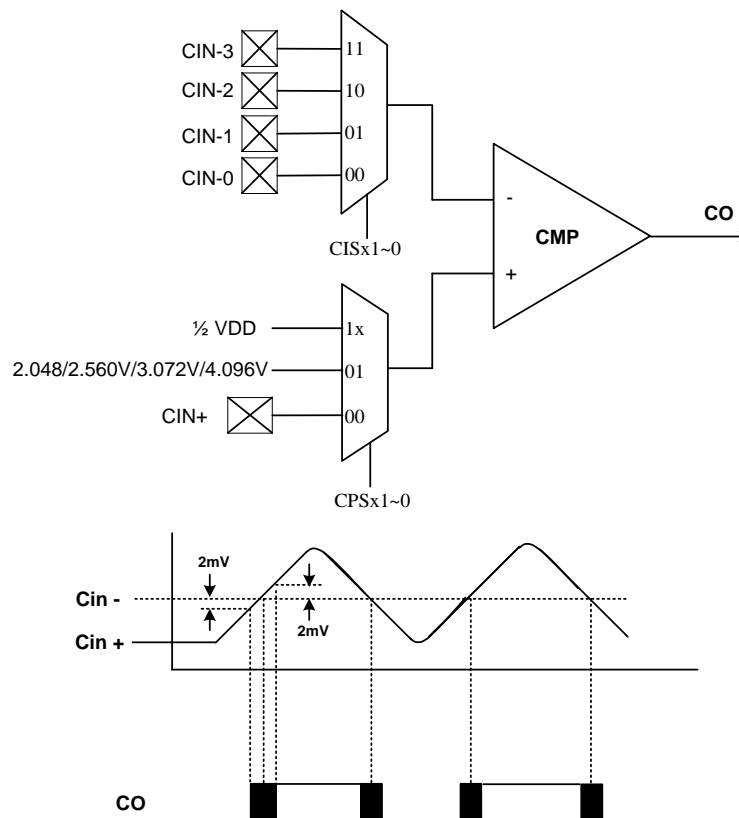 CIN-3
11
CIN-2
10
CIN-1
01
CIN-0
00
CISx1~0
-
CMP
+
CO
½ VDD
1x
2.048/2.560V/3.072V/4.096V
01
CIN+
00
CPSx1~0
2mV
Cin -
2mV
Cin +
CO